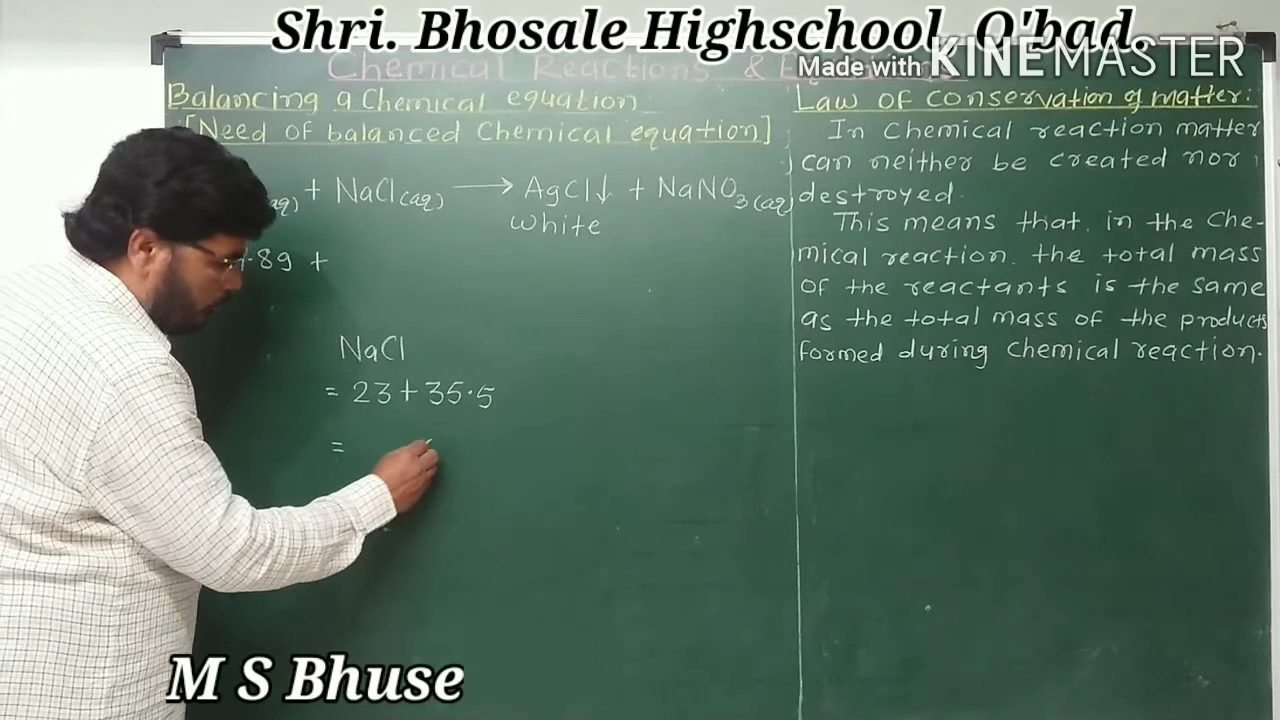 Shri. Bhosale Highschool, O'bad
Made with KINEMASTER
Chemical Reactions &
Balancing a Chemical equation
[Need of balanced Chemical equation]
+ NaCl(aq) ⟶ AgCl↓ + NaNO₃(aq)
white
·89 +
NaCl
= 23 + 35·5
=
Law of conservation of matter:
In Chemical reaction matter
can neither be created nor
destroyed.
This means that, in the Che-
mical reaction. the total mass
of the reactants is the same
as the total mass of the products
formed during chemical reaction.
M S Bhuse